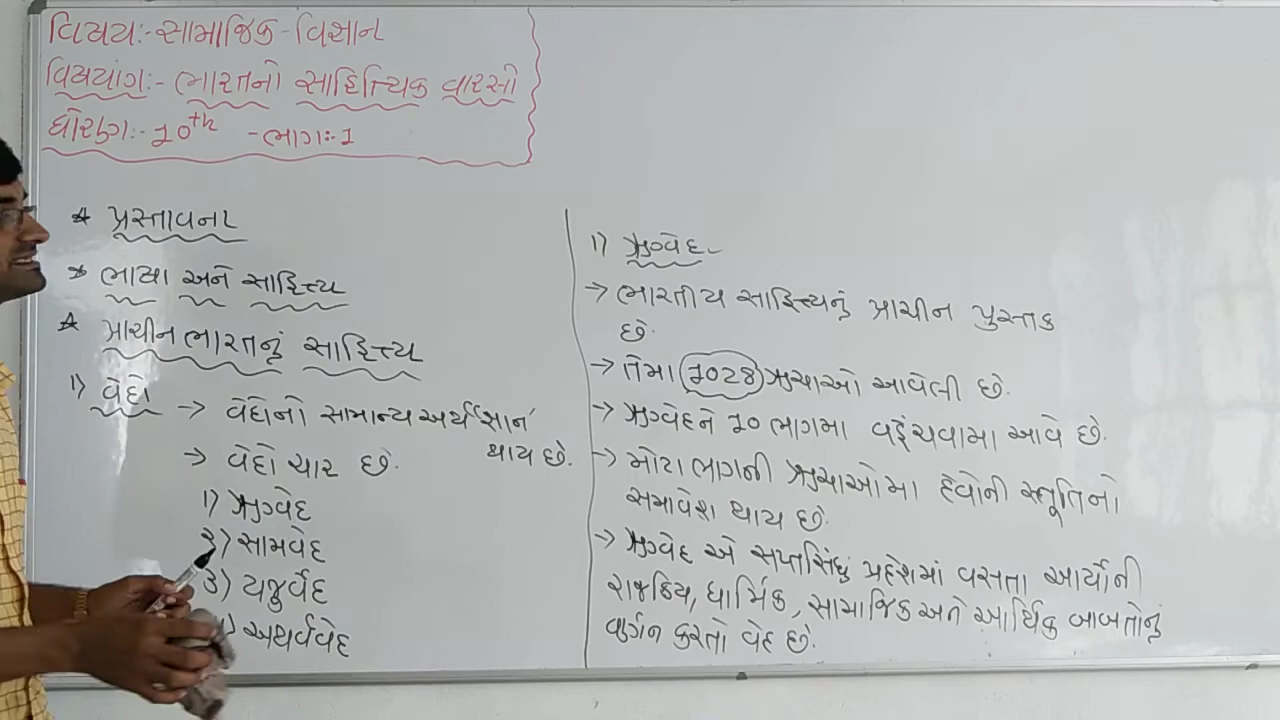 વિષય:- સામાજિક - વિજ્ઞાન
વિષયાંગ:- ભારતનો સાહિત્યિક વારસો
ધોરણ:- 10th - ભાગ:- 1
* પ્રસ્તાવના
* ભાષા અને સાહિત્ય
* પ્રાચીન ભારતનું સાહિત્ય
1) વેદો
→ વેદોનો સામાન્ય અર્થ 'જ્ઞાન'
થાય છે.
→ વેદો ચાર છે.
1) ઋગ્વેદ
2) સામવેદ
3) યજુર્વેદ
અથર્વવેદ
1) ઋગ્વેદ -
→ ભારતીય સાહિત્યનું પ્રાચીન પુસ્તક
છે.
→ તેમા 1028 ઋચાઓ આવેલી છે.
→ ઋગ્વેદને 10 ભાગમા વહેંચવામા આવે છે.
→ મોટા ભાગની ઋચાઓમા દેવોની સ્તૂતિનો
સમાવેશ થાય છે.
→ ઋગ્વેદ એ સપ્તસિંધુ પ્રદેશમાં વસતા આર્યોની
રાજકિય, ધાર્મિક, સામાજિક અને આર્થિક બાબતોનું
વર્ણન કરતો વેદ છે.